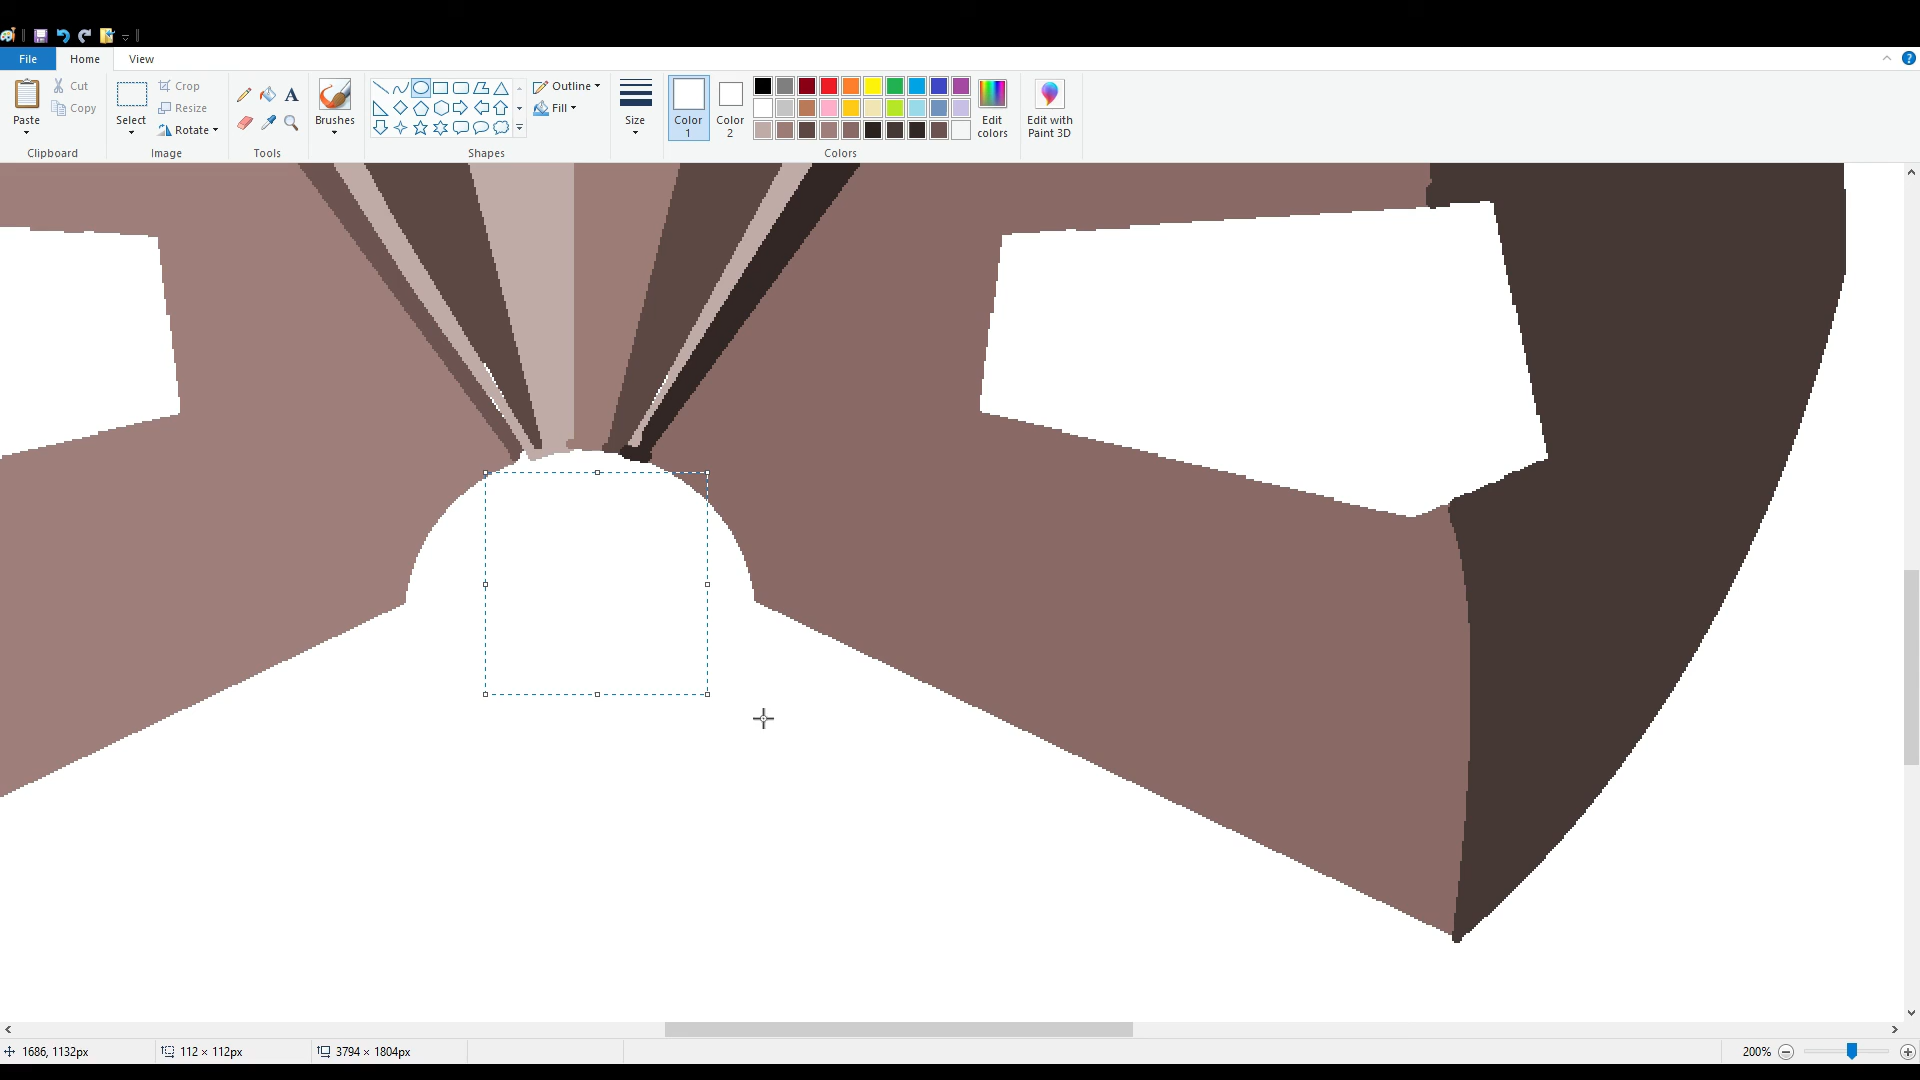 File Home View
Paste
Cut
Copy
Clipboard
Select
Crop
Resize
Rotate
Image
A
Tools
Brushes
Outline
Fill
Shapes
Size
Color 1
Color 2
Edit colors
Colors
Edit with Paint 3D
?
1686, 1132px
112 × 112px
3794 × 1804px
200%